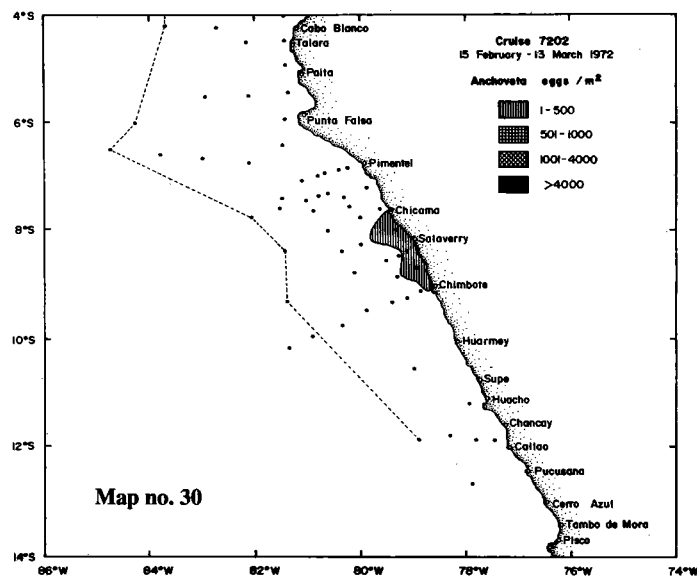 4°S
6°S
8°S
10°S
12°S
14°S
86°W
84°W
82°W
80°W
78°W
76°W
74°W
Cabo Blanco
Talara
Paita
Punta Falsa
Pimentel
Chicama
Salaverry
Chimbote
Huarmey
Supe
Huacho
Chancay
Callao
Pucusana
Cerro Azul
Tambo de Mora
Pisco
Cruise 7202
15 February - 13 March 1972
Anchoveta eggs / m²
1-500
501-1000
1001-4000
>4000
Map no. 30